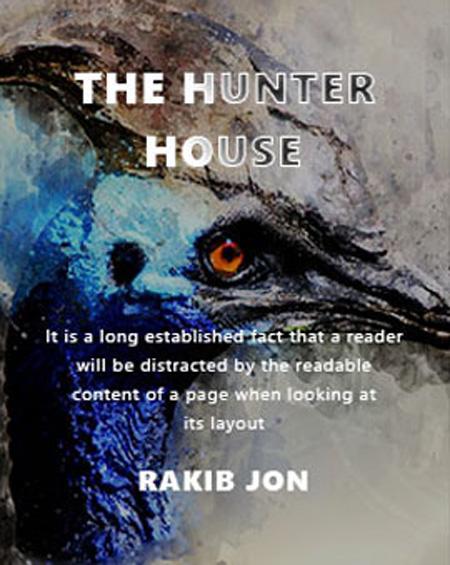 THE HUNTER
HOUSE
It is a long established fact that a reader
will be distracted by the readable
content of a page when looking at
its layout
RAKIB JON